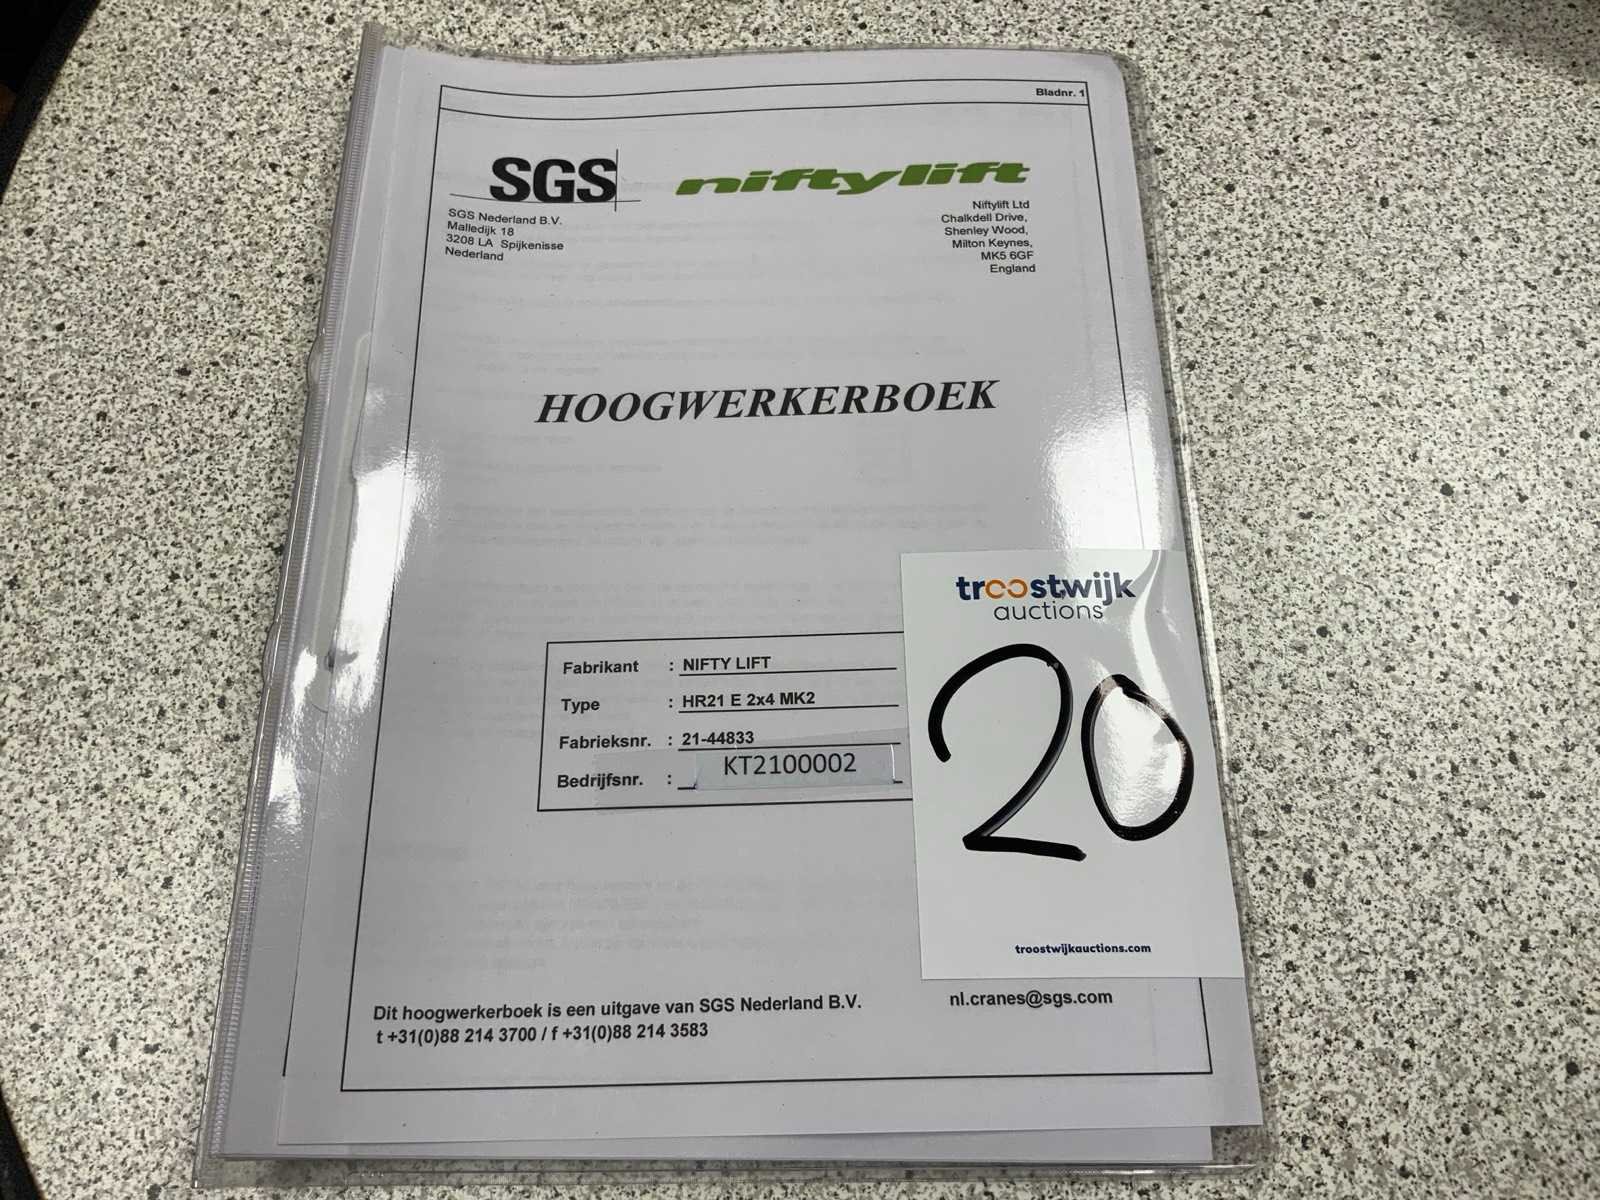 Bladnr. 1
SGS
niftylift
SGS Nederland B.V.
Malledijk 18
3208 LA Spijkenisse
Nederland
Niftylift Ltd
Chalkdell Drive,
Shenley Wood,
Milton Keynes,
MK5 6GF
England
HOOGWERKERBOEK
Fabrikant : NIFTY LIFT
Type : HR21 E 2x4 MK2
Fabrieksnr. : 21-44833
Bedrijfsnr. : KT2100002
troostwijk
auctions
20
troostwijkauctions.com
Dit hoogwerkerboek is een uitgave van SGS Nederland B.V.
nl.cranes@sgs.com
t +31(0)88 214 3700 / f +31(0)88 214 3583